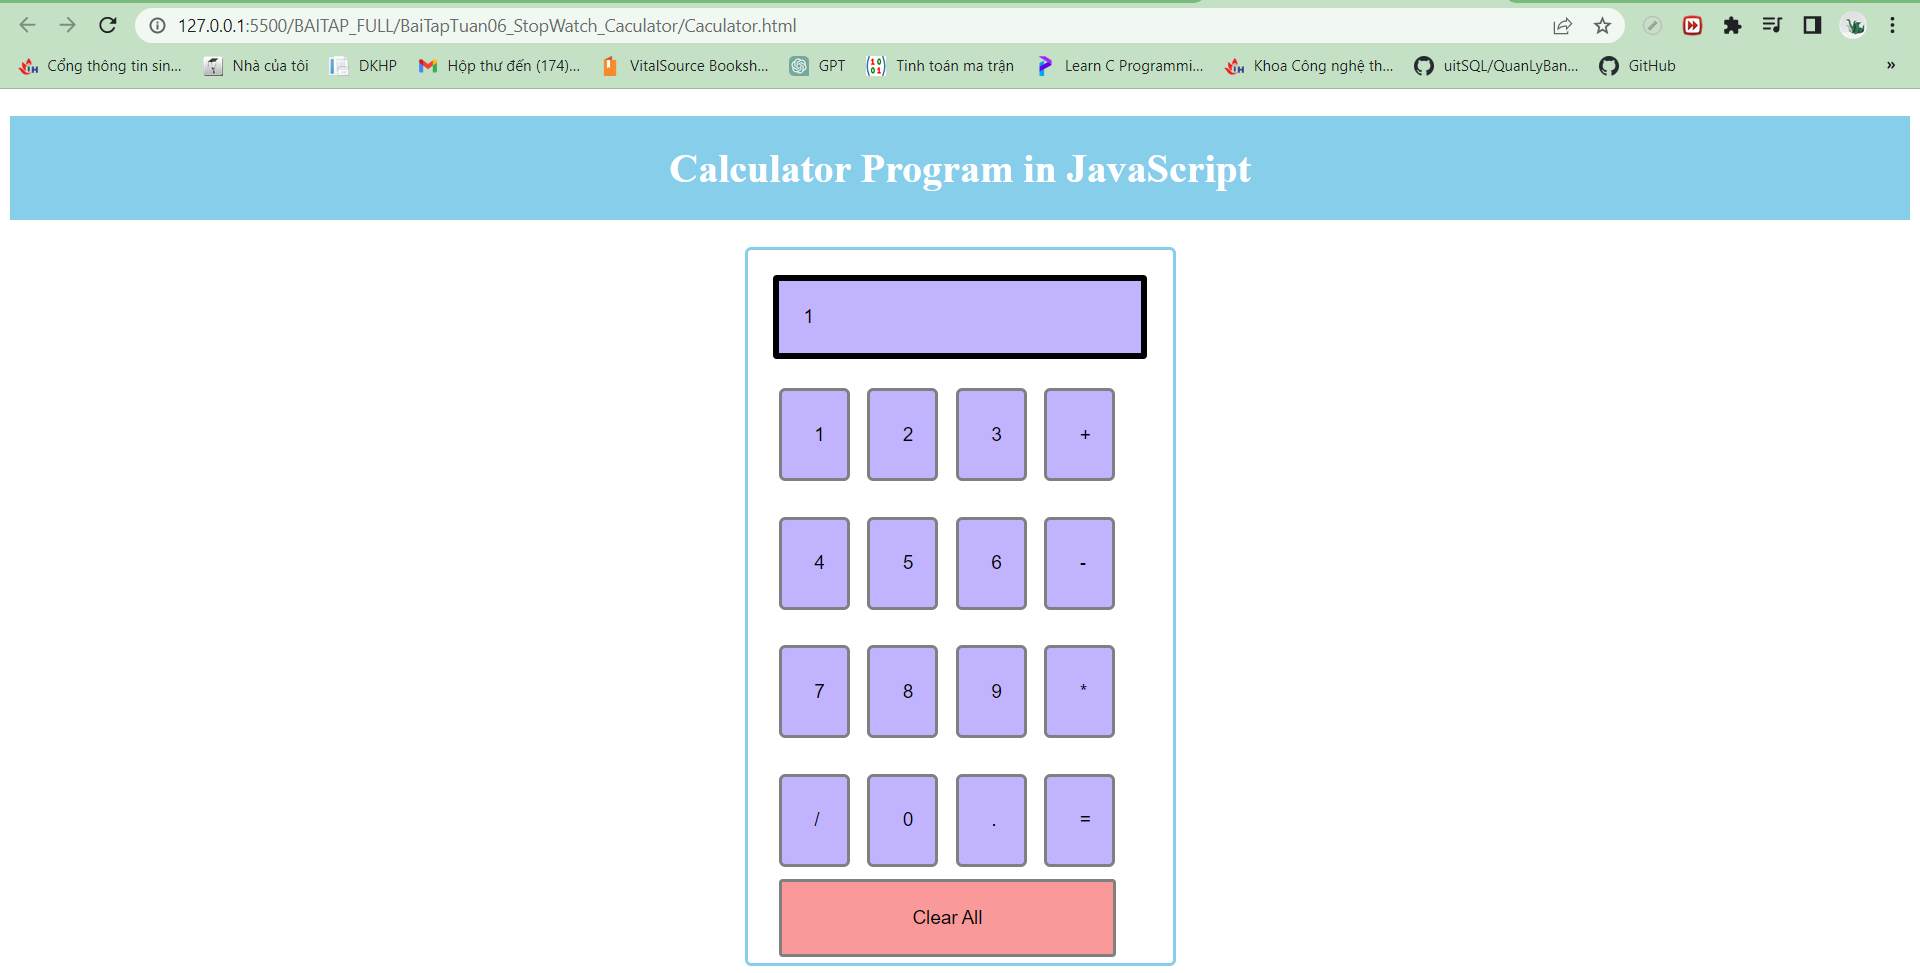 127.0.0.1:5500/BAITAP_FULL/BaiTapTuan06_StopWatch_Caculator/Caculator.html
Cổng thông tin sin... Nhà của tôi DKHP Hộp thư đến (174)... VitalSource Booksh... GPT Tinh toán ma trận Learn C Programmi... Khoa Công nghệ th... uitSQL/QuanLyBan... GitHub »
Calculator Program in JavaScript
1
1 2 3 +
4 5 6 -
7 8 9 *
/ 0 . =
Clear All